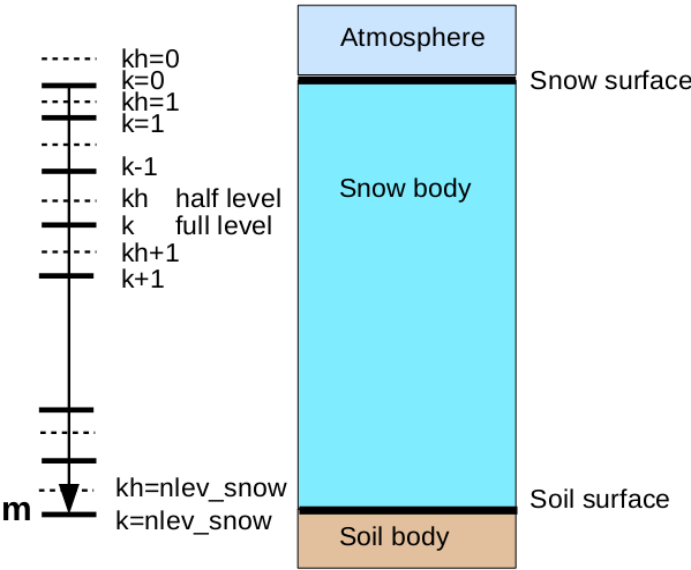 kh=0
k=0
kh=1
k=1
k-1
kh half level
k full level
kh+1
k+1
kh=nlev_snow
k=nlev_snow
m
Atmosphere
Snow surface
Snow body
Soil surface
Soil body